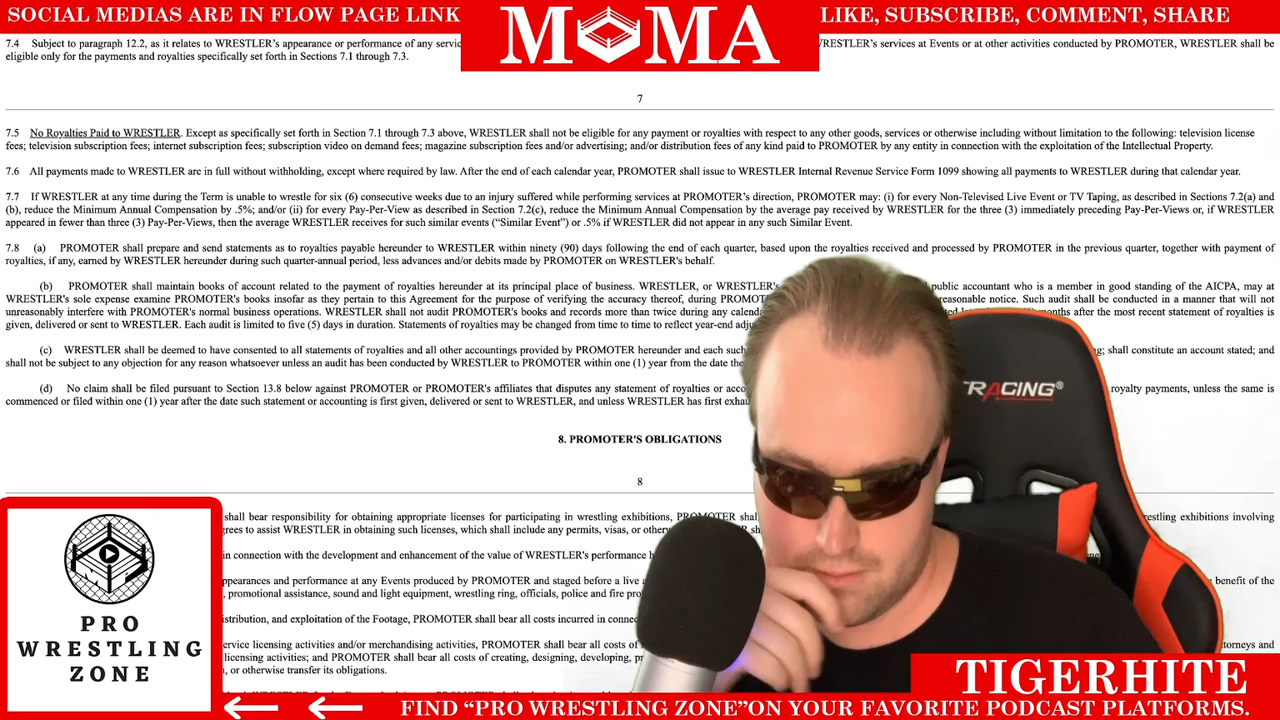 SOCIAL MEDIAS ARE IN FLOW PAGE LINK
MOMA
LIKE, SUBSCRIBE, COMMENT, SHARE
7.4 Subject to paragraph 12.2, as it relates to WRESTLER's appearance or performance of any servic WRESTLER's services at Events or at other activities conducted by PROMOTER, WRESTLER shall be
eligible only for the payments and royalties specifically set forth in Sections 7.1 through 7.3.
7
7.5 No Royalties Paid to WRESTLER. Except as specifically set forth in Section 7.1 through 7.3 above, WRESTLER shall not be eligible for any payment or royalties with respect to any other goods, services or otherwise including without limitation to the following: television license
fees; television subscription fees; internet subscription fees; subscription video on demand fees; magazine subscription fees and/or advertising; and/or distribution fees of any kind paid to PROMOTER by any entity in connection with the exploitation of the Intellectual Property.
7.6 All payments made to WRESTLER are in full without withholding, except where required by law. After the end of each calendar year, PROMOTER shall issue to WRESTLER Internal Revenue Service Form 1099 showing all payments to WRESTLER during that calendar year.
7.7 If WRESTLER at any time during the Term is unable to wrestle for six (6) consecutive weeks due to an injury suffered while performing services at PROMOTER's direction, PROMOTER may: (i) for every Non-Televised Live Event or TV Taping, as described in Sections 7.2(a) and
(b), reduce the Minimum Annual Compensation by .5%; and/or (ii) for every Pay-Per-View as described in Section 7.2(c), reduce the Minimum Annual Compensation by the average pay received by WRESTLER for the three (3) immediately preceding Pay-Per-Views or, if WRESTLER
appeared in fewer than three (3) Pay-Per-Views, then the average WRESTLER receives for such similar events ("Similar Event") or .5% if WRESTLER did not appear in any such Similar Event.
7.8 (a) PROMOTER shall prepare and send statements as to royalties payable hereunder to WRESTLER within ninety (90) days following the end of each quarter, based upon the royalties received and processed by PROMOTER in the previous quarter, together with payment of
royalties, if any, earned by WRESTLER hereunder during such quarter-annual period, less advances and/or debits made by PROMOTER on WRESTLER's behalf.
(b) PROMOTER shall maintain books of account related to the payment of royalties hereunder at its principal place of business. WRESTLER, or WRESTLER's public accountant who is a member in good standing of the AICPA, may at
WRESTLER's sole expense examine PROMOTER's books insofar as they pertain to this Agreement for the purpose of verifying the accuracy thereof, during PROMOT reasonable notice. Such audit shall be conducted in a manner that will not
unreasonably interfere with PROMOTER's normal business operations. WRESTLER shall not audit PROMOTER's books and records more than twice during any calenda months after the most recent statement of royalties is
given, delivered or sent to WRESTLER. Each audit is limited to five (5) days in duration. Statements of royalties may be changed from time to time to reflect year-end adju
(c) WRESTLER shall be deemed to have consented to all statements of royalties and all other accountings provided by PROMOTER hereunder and each such ng; shall constitute an account stated; and
shall not be subject to any objection for any reason whatsoever unless an audit has been conducted by WRESTLER to PROMOTER within one (1) year from the date the
(d) No claim shall be filed pursuant to Section 13.8 below against PROMOTER or PROMOTER's affiliates that disputes any statement of royalties or acco royalty payments, unless the same is
commenced or filed within one (1) year after the date such statement or accounting is first given, delivered or sent to WRESTLER, and unless WRESTLER has first exhau
8. PROMOTER'S OBLIGATIONS
8
shall bear responsibility for obtaining appropriate licenses for participating in wrestling exhibitions, PROMOTER shal restling exhibitions involving
grees to assist WRESTLER in obtaining such licenses, which shall include any permits, visas, or other
in connection with the development and enhancement of the value of WRESTLER's performance h
ppearances and performance at any Events produced by PROMOTER and staged before a live a benefit of the
, promotional assistance, sound and light equipment, wrestling ring, officials, police and fire pro
stribution, and exploitation of the Footage, PROMOTER shall bear all costs incurred in connec
ervice licensing activities and/or merchandising activities, PROMOTER shall bear all costs of ttorneys and
licensing activities; and PROMOTER shall bear all costs of creating, designing, developing, pr
, or otherwise transfer its obligations.
RACING®
PRO
WRESTLING
ZONE
TIGERHITE
FIND "PRO WRESTLING ZONE"ON YOUR FAVORITE PODCAST PLATFORMS.